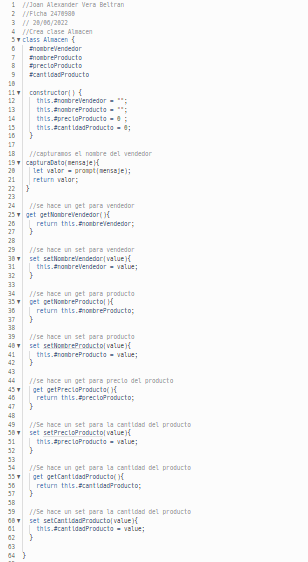 1 //Joan Alexander Vera Beltran
2 //Ficha 2470980
3 // 20/06/2022
4 //Crea clase Almacen
5 class Almacen {
6 #nombreVendedor
7 #nombreProducto
8 #precioProducto
9 #cantidadProducto
10
11 constructor() {
12 this.#nombreVendedor = "";
13 this.#nombreProducto = "";
14 this.#precioProducto = 0 ;
15 this.#cantidadProducto = 0;
16 }
17
18 //capturamos el nombre del vendedor
19 capturaDato(mensaje){
20 let valor = prompt(mensaje);
21 return valor;
22 }
23
24 //se hace un get para vendedor
25 get getNombreVendedor(){
26 return this.#nombreVendedor;
27 }
28
29 //se hace un set para vendedor
30 set setNombreVendedor(value){
31 this.#nombreVendedor = value;
32 }
33
34 //se hace un get para producto
35 get getNombreProducto(){
36 return this.#nombreProducto;
37 }
38
39 //se hace un set para producto
40 set setNombreProducto(value){
41 this.#nombreProducto = value;
42 }
43
44 //se hace un get para precio del producto
45 get getPrecioProducto(){
46 return this.#precioProducto;
47 }
48
49 //Se hace un set para la cantidad del producto
50 set setPrecioProducto(value){
51 this.#precioProducto = value;
52 }
53
54 //Se hace un get para la cantidad del producto
55 get getCantidadProducto(){
56 return this.#cantidadProducto;
57 }
58
59 //Se hace un set para la cantidad del producto
60 set setCantidadProducto(value){
61 this.#cantidadProducto = value;
62 }
63
64 }